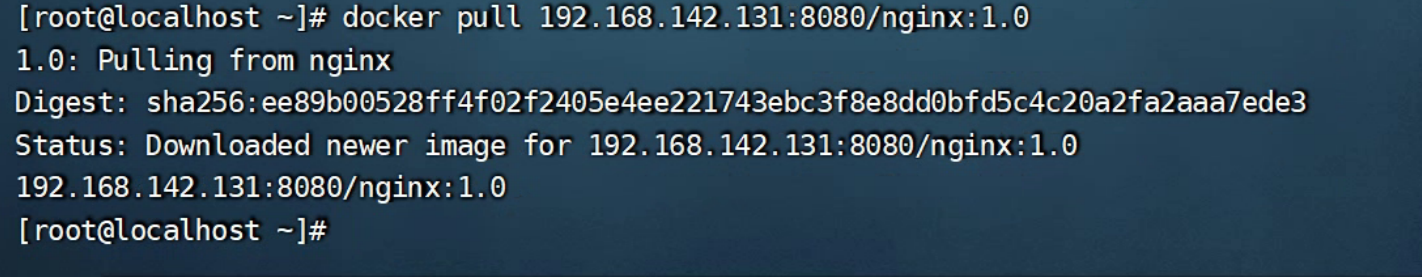 [root@localhost ~]# docker pull 192.168.142.131:8080/nginx:1.0
1.0: Pulling from nginx
Digest: sha256:ee89b00528ff4f02f2405e4ee221743ebc3f8e8dd0bfd5c4c20a2fa2aaa7ede3
Status: Downloaded newer image for 192.168.142.131:8080/nginx:1.0
192.168.142.131:8080/nginx:1.0
[root@localhost ~]#